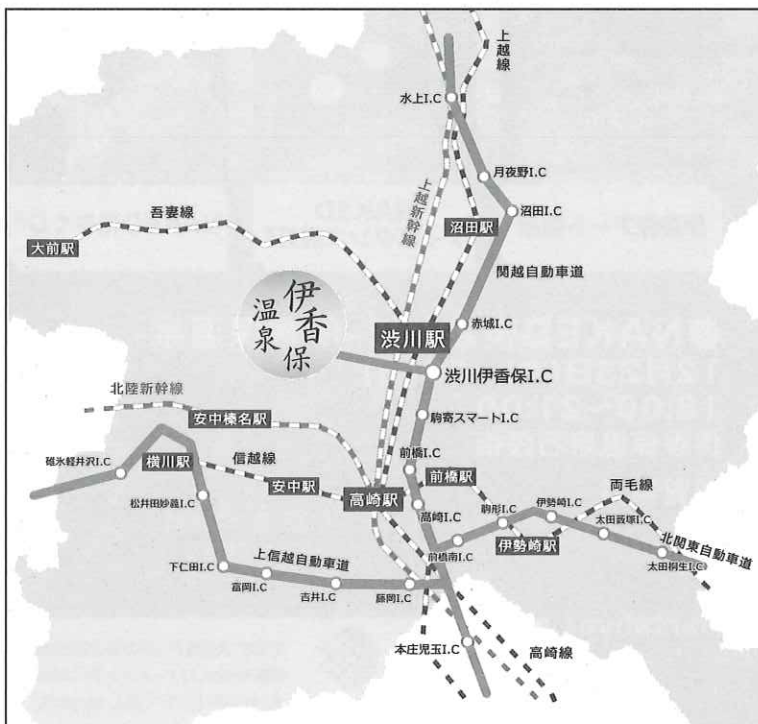 上越線
水上I.C
月夜野I.C
上越新幹線
沼田I.C
沼田駅
吾妻線
大前駅
関越自動車道
伊香保
温泉
赤城I.C
渋川駅
渋川伊香保I.C
北陸新幹線
安中榛名駅
駒寄スマートI.C
碓氷軽井沢I.C
横川駅
信越線
前橋I.C
前橋駅
安中駅
高崎駅
両毛線
松井田妙義I.C
高崎I.C
駒形I.C
伊勢崎I.C
太田藪塚I.C
伊勢崎駅
北関東自動車道
前橋南I.C
太田桐生I.C
下仁田I.C
上信越自動車道
富岡I.C
吉井I.C
藤岡I.C
本庄児玉I.C
高崎線